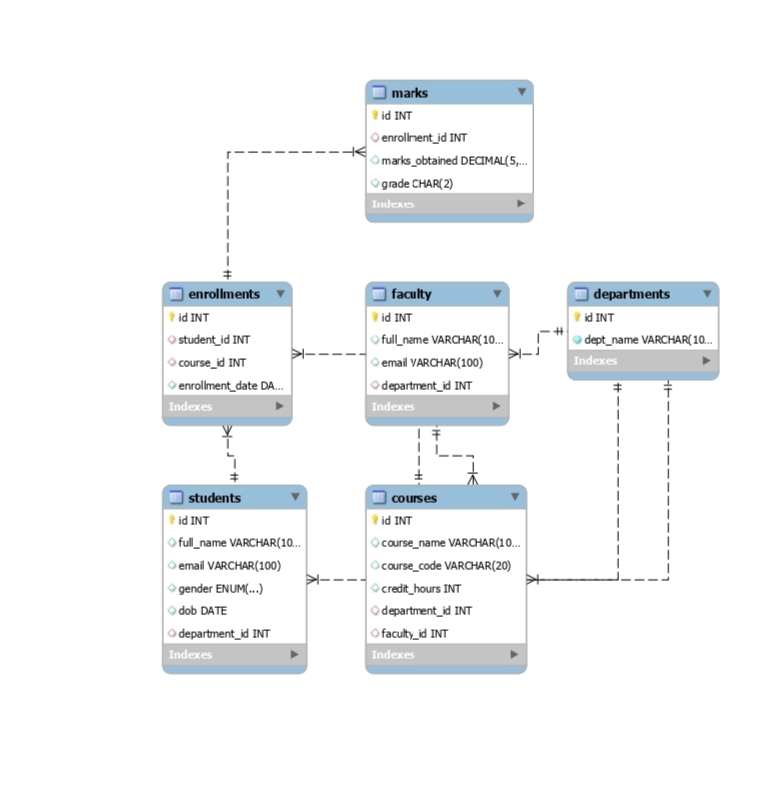 marks
id INT
enrollment_id INT
marks_obtained DECIMAL(5,...
grade CHAR(2)
Indexes
enrollments
id INT
student_id INT
course_id INT
enrollment_date DA...
Indexes
faculty
id INT
full_name VARCHAR(10...
email VARCHAR(100)
department_id INT
Indexes
departments
id INT
dept_name VARCHAR(10...
Indexes
students
id INT
full_name VARCHAR(10...
email VARCHAR(100)
gender ENUM(...)
dob DATE
department_id INT
Indexes
courses
id INT
course_name VARCHAR(10...
course_code VARCHAR(20)
credit_hours INT
department_id INT
faculty_id INT
Indexes